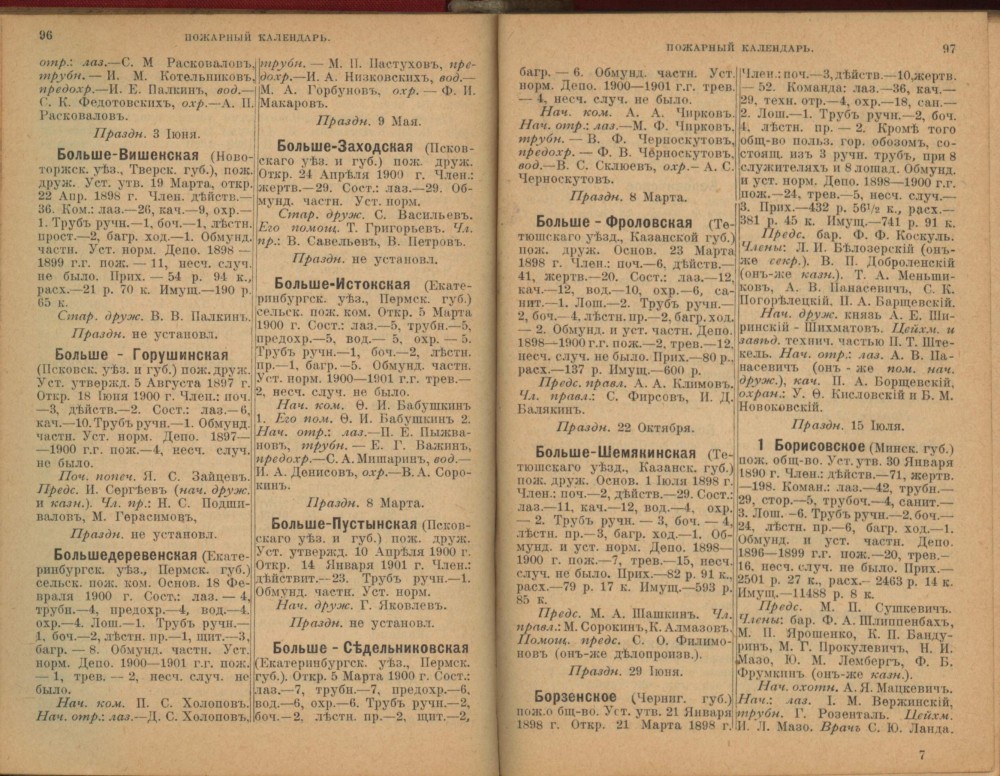 96
ПОЖАРНЫЙ КАЛЕНДАРЬ.
отр.: лаз.—С. М Расковаловъ,
трубн. — И. М. Котельниковъ,
предохр.—И. Е. Палкинъ, вод.—
С. К. Федотовскихъ, охр.—А. П.
Расковаловъ.
Праздн. 3 Іюня.
Больше-Вишенская (Ново-
торжск. уѣз., Тверск. губ.), пож.
друж. Уст. утв. 19 Марта, откр.
22 Апр. 1898 г. Член. дѣйств.—
36. Ком.: лаз.—26, кач.—9, охр.—
1. Трубъ ручн.—1, боч.—1, лѣстн.
прост.—2, багр. ход.—1. Обмунд.
частн. Уст. норм. Депо. 1898 —
1899 г.г. пож. — 11, несч. случ.
не было. Прих. — 54 р. 94 к.,
расх.—21 р. 70 к. Имущ.—190 р.
65 к.
Стар. друж. В. В. Палкинъ.
Праздн. не установл.
Больше - Горушинская
(Псковск. уѣз. и губ.) пож. друж.
Уст. утвержд. 5 Августа 1897 г.
Откр. 18 Іюня 1900 г. Член.: поч.
—3, дѣйств.—2. Сост.: лаз.—6,
кач.—10. Трубъ ручн.—1. Обмунд.
частн. Уст. норм. Депо. 1897—
—1900 г.г. пож.—4, несч. случ.
не было.
Поч. попеч. Я. С. Зайцевъ.
Предс. И. Сергѣевъ (нач. друж.
и казн.). Чл. пр.: Н. С. Подши-
валовъ, М. Герасимоцъ,
Праздн. не установл.
Большедеревенская (Екате-
ринбургск. уѣз., Пермск. губ.)
сельск. пож. ком. Основ. 18 Фе-
враля 1900 г. Сост.: лаз. — 4,
трубн.—4, предохр.—4, вод.—4.
охр.—4. Лош.—1. Трубъ ручн.—
1, боч.—2, лѣстн. пр.—1, щит.—3,
багр. — 8. Обмунд. частн. Уст.
норм. Депо. 1900—1901 г.г. пож.
— 1, трев. — 2, несч. случ. не
было.
Нач. ком. П. С. Холоповъ.
Нач. отр.: лаз.—Д. С. Холоповъ,
трубн. — М. П. Пастуховъ, пре-
дохр.—И. А. Низковскихъ, вод.—
М. А. Горбуновъ, охр. — Ф. И.
Макаровъ.
Праздн. 9 Мая.
Больше-Заходская (Псков-
скаго уѣз. и губ.) пож. друж.
Откр. 24 Апрѣля 1900 г. Член.:
жертв.—29. Сост.: лаз.—29. Об-
мунд. частн. Уст. норм.
Стар. друж. С. Васильевъ.
Его помощ. Т. Григорьевъ. Чл.
пр.: В. Савельевъ, В. Петровъ.
Праздн. не установл.
Больше-Истокская (Екате-
ринбургск. уѣз., Пермск. губ.)
сельск. пож. ком. Откр. 5 Марта
1900 г. Сост.: лаз.—5, трубн.—5,
предохр.—5, вод.— 5, охр. — 5.
Трубъ ручн.—1, боч.—2, лѣстн.
пр.—1, багр.—5. Обмунд. частн.
Уст. норм. 1900—1901 г.г. трев.—
2, несч. случ. не было.
Нач. ком. Ѳ. И. Бабушкинъ
1. Его пом. Ѳ. И. Бабушкинъ 2.
Нач. отр.: лаз.—П. Е. Пыжва-
новъ, трубн. — Е. Г. Важинъ,
предохр.—С. А. Мишаринъ, вод.—
И. А. Денисовъ, охр.—В. А. Соро-
кинъ.
Праздн. 8 Марта.
Больше-Пустынская (Псков-
скаго уѣз. и губ.) пож. друж.
Уст. утвержд. 10 Апрѣля 1900 г.
Откр. 14 Января 1901 г. Член.:
дѣйствит.—23. Трубъ ручн.—1.
Обмунд. частн. Уст. норм.
Нач. друж. Г. Яковлевъ.
Праздн. не установл.
Больше - Сѣдельниковская
(Екатеринбургск. уѣз., Пермск.
губ.). Откр. 5 Марта 1900 г. Сост.:
лаз.—7, трубн.—7, предохр.—6,
вод.—6, охр.—6. Трубъ ручн.—2,
боч.—2, лѣстн. пр.—2, щит.—2,
ПОЖАРНЫЙ КАЛЕНДАРЬ.
97
багр. — 6. Обмунд. частн. Уст.
норм. Депо. 1900—1901 г.г. трев.
— 4, несч. случ. не было.
Нач. ком. А. А. Чирковъ.
Нач. отр.: лаз.—М. Ф. Чирковъ,
трубн. — В. Ф. Черноскутовъ,
предохр. — Ф. В. Чёрноскутовъ,
вод.—В. С. Склюевъ, охр.— А. С.
Черноскутовъ.
Праздн. 8 Марта.
Больше - Фроловская (Те-
тюшскаго уѣзд., Казанской губ.)
пож. друж. Основ. 23 Марта
1898 г. Член.: поч.—6, дѣйств.—
41, жертв.—20. Сост.: лаз.—12,
кач.—12, вод.—10, охр.—6, са-
нит.—1. Лош.—2. Трубъ ручн.—
2, боч.—4, лѣстн. пр.—2, багр. ход.
— 2. Обмунд. и уст. частн. Депо.
1898—1900 г.г. пож.—2, трев.—12,
несч. случ. не было. Прих.—80 р.,
расх.—137 р. Имущ.—600 р.
Предс. правл. А. А. Климовъ.
Чл. правл.: С. Фирсовъ, И. Д.
Балякинъ.
Праздн. 22 Октября.
Больше-Шемякинская (Те-
тюшскаго уѣзд., Казанск. губ.)
пож. друж. Основ. 1 Іюля 1898 г.
Член.: поч.—2, дѣйств.—29. Сост.:
лаз.—11, кач.—12, вод.—4, охр.
— 2. Трубъ ручн. — 3, боч. — 4,
лѣстн. пр.—3, багр. ход.—1. Об-
мунд. и уст. норм. Депо. 1898—
1900 г. пож.—7, трев.—15, несч.
случ. не было. Прих.—82 р. 91 к.,
расх.—79 р. 17 к. Имущ.—593 р.
85 к.
Предс. М. А. Шашкинъ. Чл.
правл.: М. Сорокинъ, К. Алмазовъ.
Помощ. предс. С. О. Филимо-
новъ (онъ-же дѣлопроизв.).
Праздн. 29 Іюня.
Борзенское (Черниг. губ.)
пож.о общ-во. Уст. утв. 21 Января
1898 г. Откр. 21 Марта 1898 г.
Член.: поч.—3, дѣйств.—10, жертв.
— 52. Команда: лаз.—36, кач.—
29, техн. отр.—4, охр.—18, сан.—
2. Лош.—1. Трубъ ручн.—2, боч.
4, лѣстн. пр. — 2. Кромѣ того
общ-во польз. гор. обозомъ, со-
стоящ. изъ 3 ручн. трубъ, при 8
служителяхъ и 8 лошад. Обмунд.
и уст. норм. Депо. 1898—1900 г.г.
пож.—24, трев.—5, несч. случ.—
3. Прих.—432 р. 56½ к., расх.—
381 р. 45 к. Имущ.—741 р. 91 к.
Предс. бар. Ф. Ф. Коскуль.
Члены: Л. И. Бѣлозерскій (онъ-
же секр.). В. П. Доброленскій
(онъ-же казн.). Т. А. Меньши-
ковъ, А. В. Панасевичъ, С. К.
Погорѣлецкій, П. А. Барщевскій.
Нач. друж. князь А. Е. Ши-
ринскій - Шихматовъ. Цейхм. и
завѣд. технич. частью П. Т.Ште-
кель. Нач. отр.: лаз. А. В. Па-
насевичъ (онъ - же пом. нач.
друж.), кач. П. А. Борщевскій,
охран.: У. Ѳ. Кисловскій и Б. М.
Новоковскій.
Праздн. 15 Іюля.
1 Борисовское (Минск. губ.)
пож. общ-во. Уст. утв. 30 Января
1890 г. Член.: дѣйств.—71, жертв.
—198. Коман.: лаз.—42, трубн.—
29, стор.—5, трубоч.—4, санит.—
3. Лош. —6. Трубъ ручн.—2, боч.—
24, лѣстн. пр.—6, багр. ход.—1.
Обмунд. и уст. частн. Депо.
1896—1899 г.г. пож.—20, трев.—
16, несч. случ. не было. Прих.—
2501 р. 27 к., расх.— 2463 р. 14 к.
Имущ.—11488 р. 8 к.
Предс. М. П. Сушкевичъ.
Члены: бар. Ф. А. Шлиппенбахъ,
М. П. Ярошенко, К. П. Банду-
ринъ, М. Г. Прокулевичъ, Н. И.
Мазо, Ю. М. Лембергъ, Ф. Б.
Фрумкинъ (онъ-же казн.).
Нач. охотн. А. Я. Мацкевичъ.
Нач.: лаз. I. М. Вержинскій,
трубн. Г. Розенталь. Цейхм.
И. Л. Мазо. Врачъ С. Ю. Ланда.
7